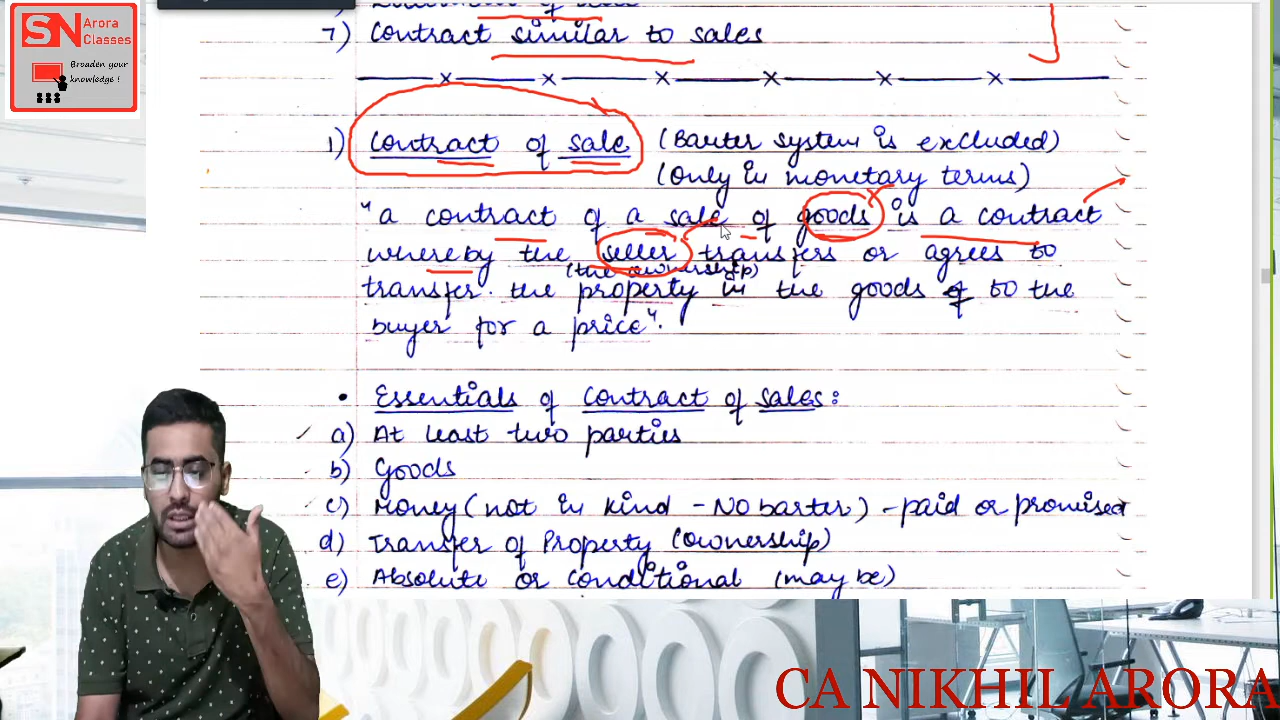 SN Arora
Classes
Broaden your
knowledge !
7) Contract similar to sales
1) Contract of sale (Barter system is excluded)
(Only in monetary terms)
"a contract of a sale of goods is a contract
whereby the seller transfers or agrees to
(the ownership)
transfer. the property in the goods to the
buyer for a price".
• Essentials of Contract of sales:
a) At least two parties
b) Goods
c) Money (not in kind - No barter) - paid or promised
d) Transfer of Property (ownership)
e) Absolute or conditional (may be)
CA NIKHIL ARORA